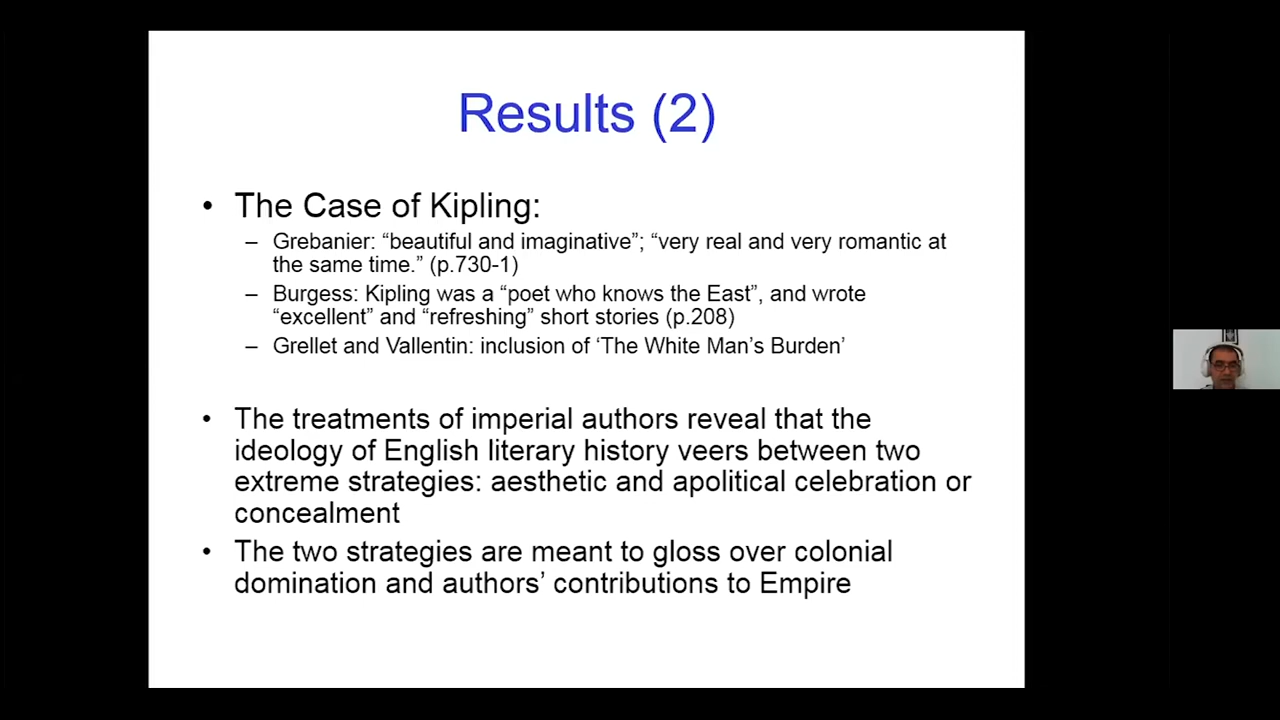 Results (2)
• The Case of Kipling:
– Grebanier: “beautiful and imaginative”; “very real and very romantic at
the same time.” (p.730-1)
– Burgess: Kipling was a “poet who knows the East”, and wrote
“excellent” and “refreshing” short stories (p.208)
– Grellet and Vallentin: inclusion of ‘The White Man’s Burden’
• The treatments of imperial authors reveal that the
ideology of English literary history veers between two
extreme strategies: aesthetic and apolitical celebration or
concealment
• The two strategies are meant to gloss over colonial
domination and authors’ contributions to Empire